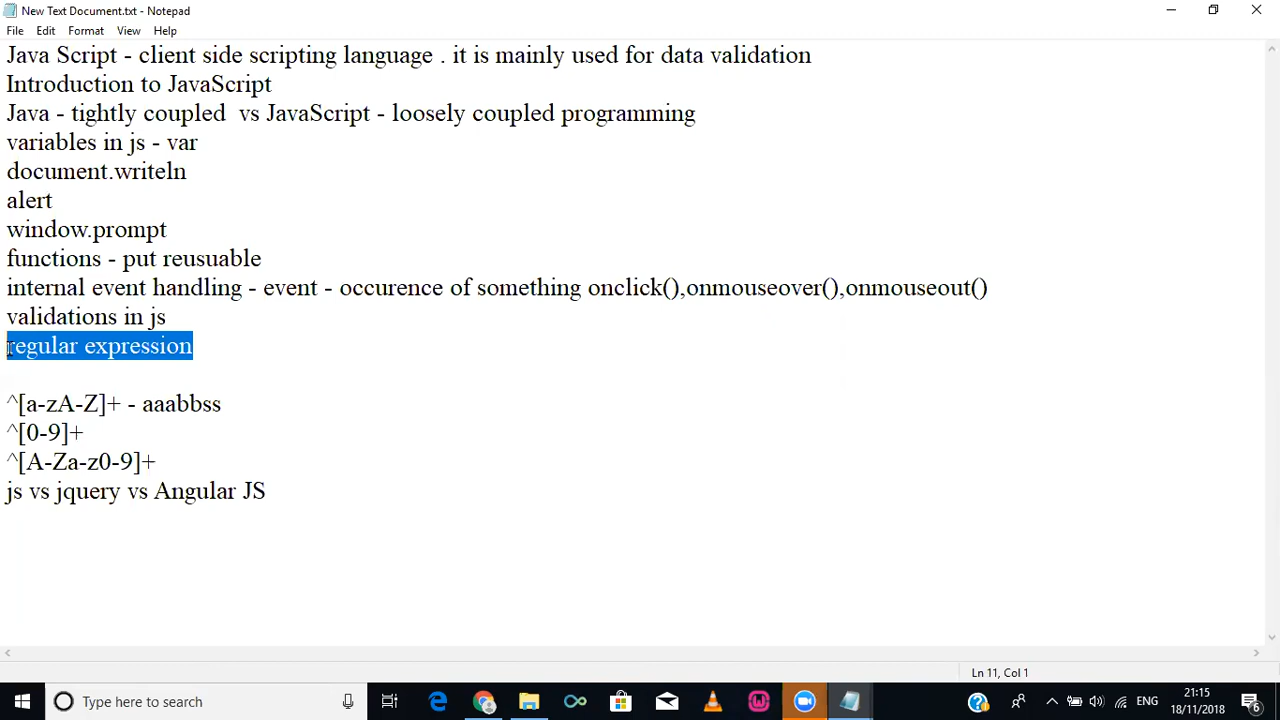 New Text Document.txt - Notepad
File Edit Format View Help
Java Script - client side scripting language . it is mainly used for data validation
Introduction to JavaScript
Java - tightly coupled  vs JavaScript - loosely coupled programming
variables in js - var
document.writeln
alert
window.prompt
functions - put reusuable
internal event handling - event - occurence of something onclick(),onmouseover(),onmouseout()
validations in js
regular expression
^[a-zA-Z]+ - aaabbss
^[0-9]+
^[A-Za-z0-9]+
js vs jquery vs Angular JS
Ln 11, Col 1
Type here to search
ENG
21:15
18/11/2018
6